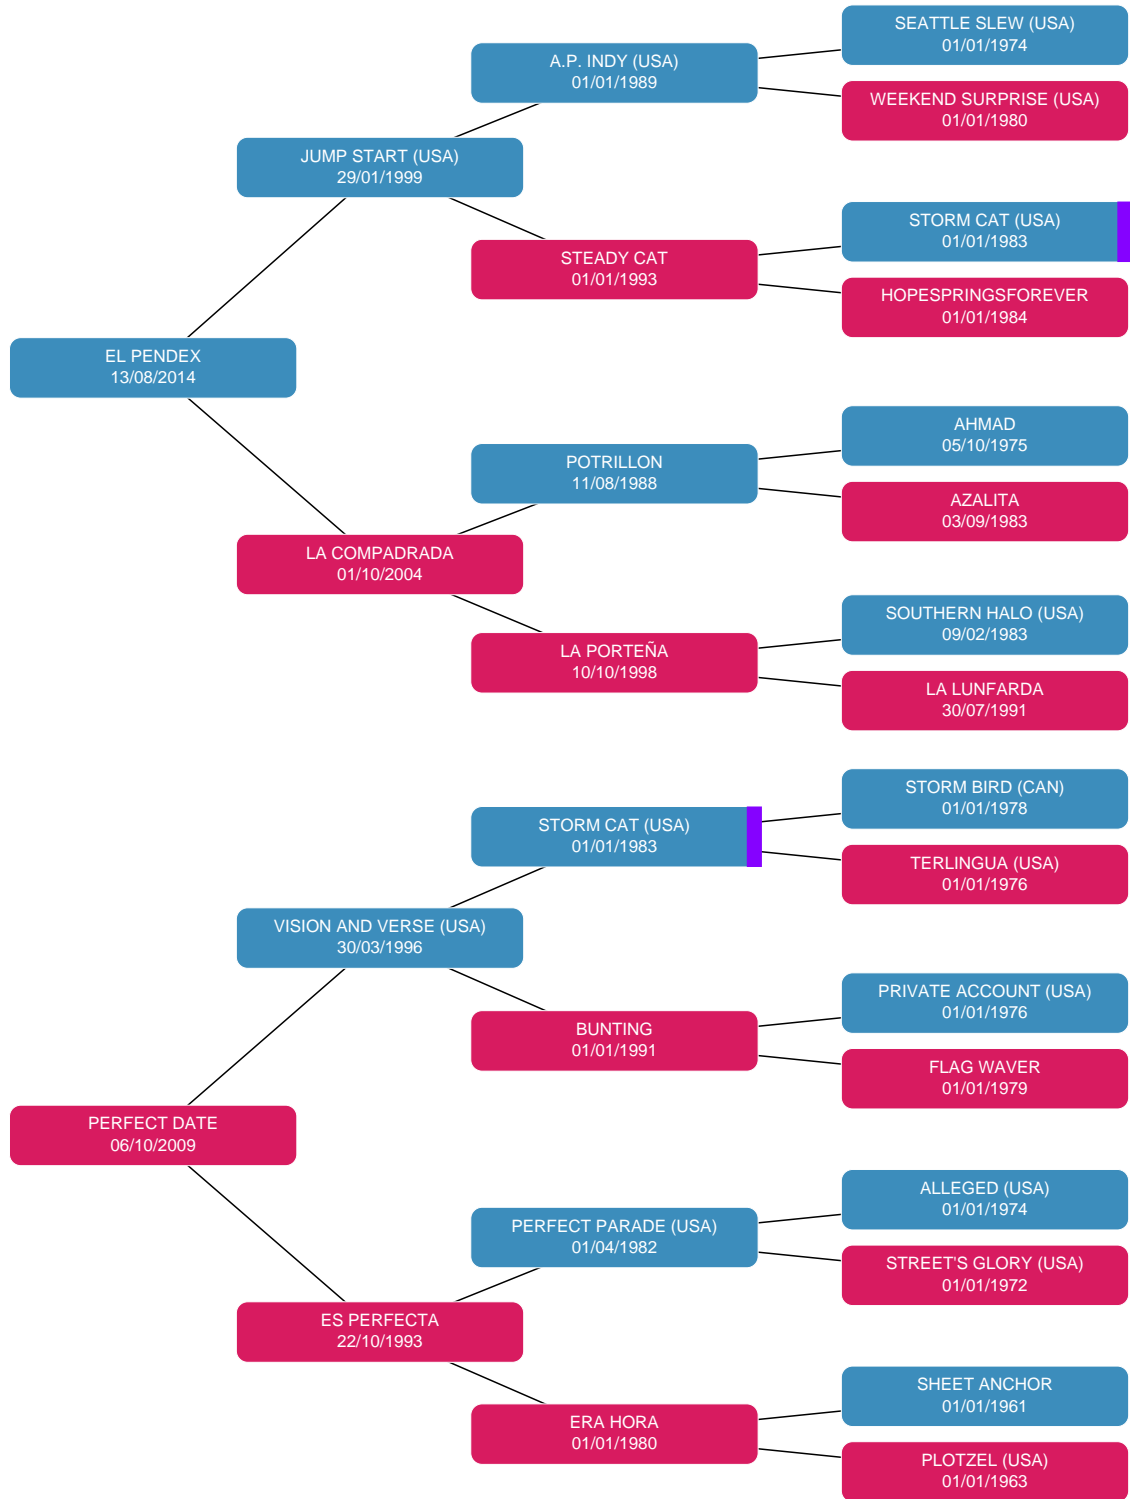 SEATTLE SLEW (USA)
01/01/1974
A.P. INDY (USA)
01/01/1989
WEEKEND SURPRISE (USA)
01/01/1980
JUMP START (USA)
29/01/1999
STORM CAT (USA)
01/01/1983
STEADY CAT
01/01/1993
HOPESPRINGSFOREVER
01/01/1984
EL PENDEX
13/08/2014
AHMAD
05/10/1975
POTRILLON
11/08/1988
AZALITA
03/09/1983
LA COMPADRADA
01/10/2004
SOUTHERN HALO (USA)
09/02/1983
LA PORTEÑA
10/10/1998
LA LUNFARDA
30/07/1991
STORM BIRD (CAN)
01/01/1978
STORM CAT (USA)
01/01/1983
TERLINGUA (USA)
01/01/1976
VISION AND VERSE (USA)
30/03/1996
PRIVATE ACCOUNT (USA)
01/01/1976
BUNTING
01/01/1991
FLAG WAVER
01/01/1979
PERFECT DATE
06/10/2009
ALLEGED (USA)
01/01/1974
PERFECT PARADE (USA)
01/04/1982
STREET'S GLORY (USA)
01/01/1972
ES PERFECTA
22/10/1993
SHEET ANCHOR
01/01/1961
ERA HORA
01/01/1980
PLOTZEL (USA)
01/01/1963